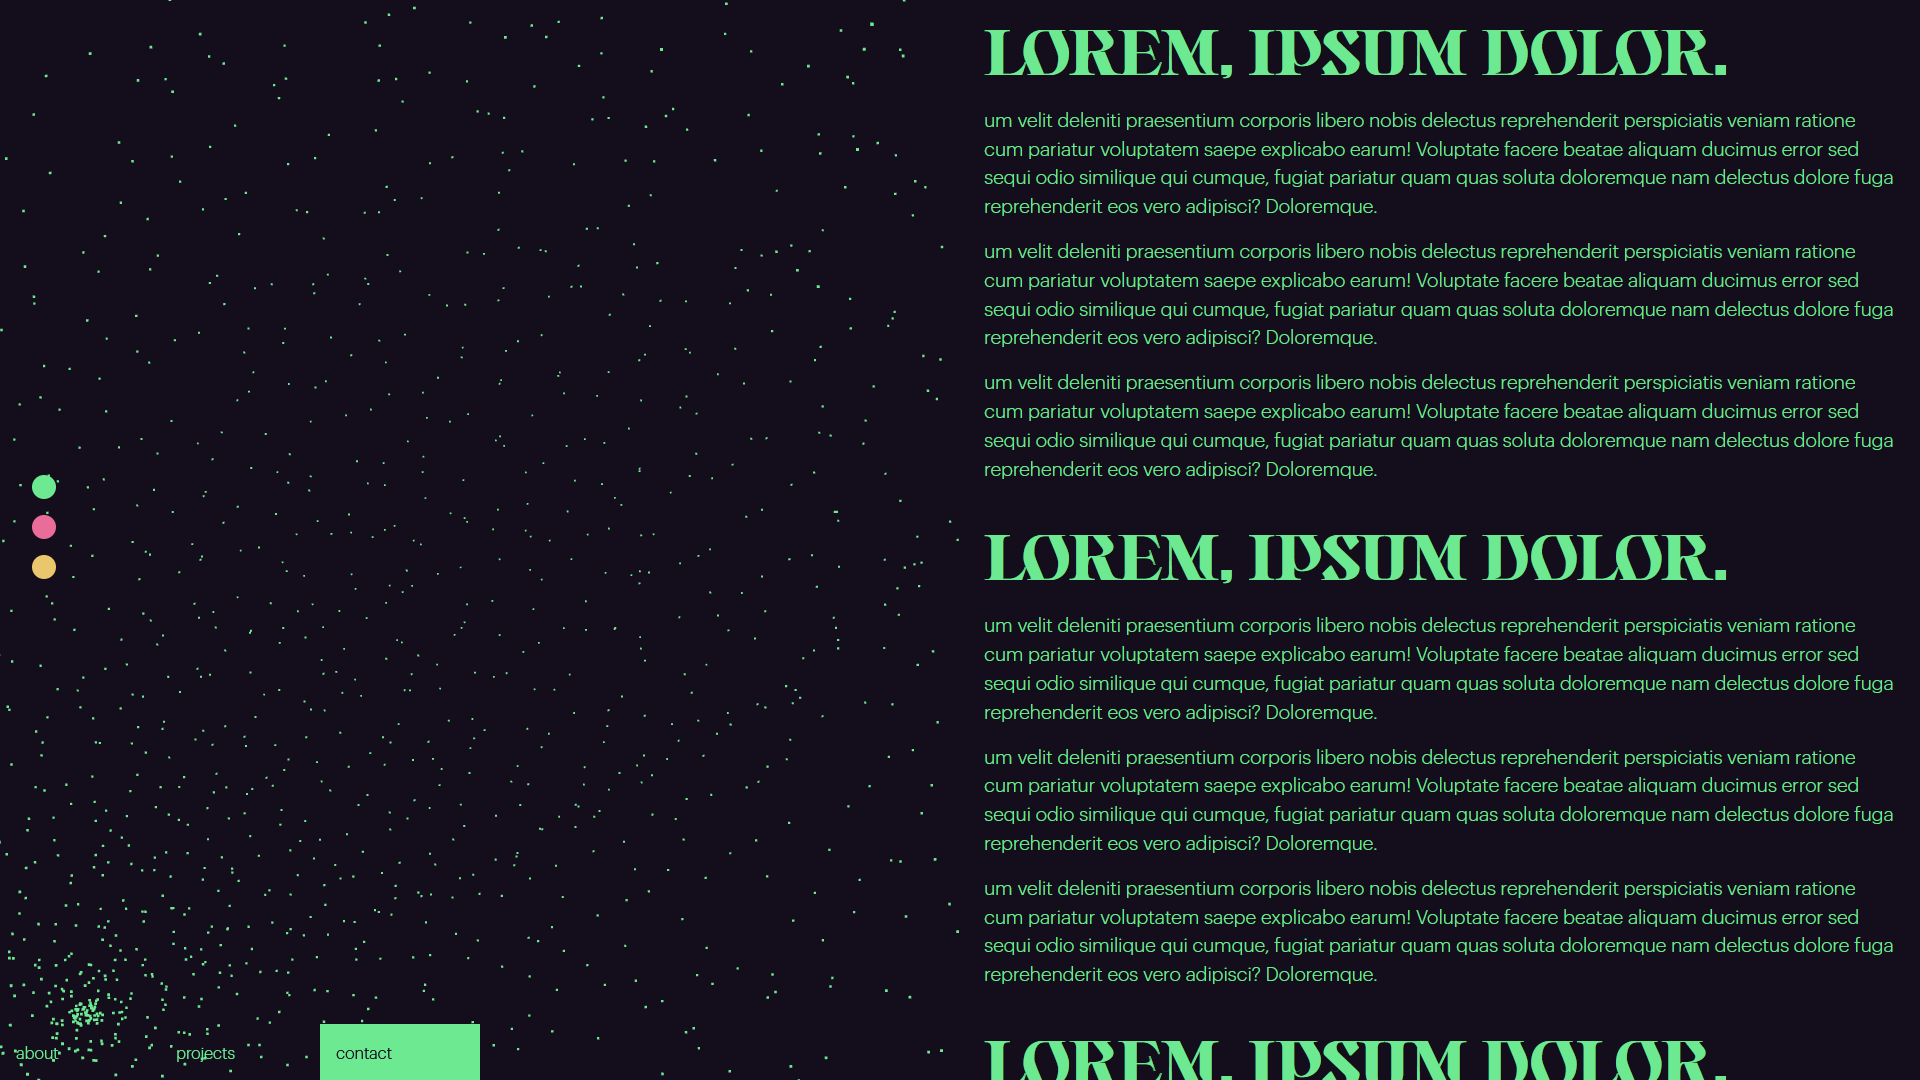 LOREM, IPSUM DOLOR.
um velit deleniti praesentium corporis libero nobis delectus reprehenderit perspiciatis veniam ratione
cum pariatur voluptatem saepe explicabo earum! Voluptate facere beatae aliquam ducimus error sed
sequi odio similique qui cumque, fugiat pariatur quam quas soluta doloremque nam delectus dolore fuga
reprehenderit eos vero adipisci? Doloremque.
um velit deleniti praesentium corporis libero nobis delectus reprehenderit perspiciatis veniam ratione
cum pariatur voluptatem saepe explicabo earum! Voluptate facere beatae aliquam ducimus error sed
sequi odio similique qui cumque, fugiat pariatur quam quas soluta doloremque nam delectus dolore fuga
reprehenderit eos vero adipisci? Doloremque.
um velit deleniti praesentium corporis libero nobis delectus reprehenderit perspiciatis veniam ratione
cum pariatur voluptatem saepe explicabo earum! Voluptate facere beatae aliquam ducimus error sed
sequi odio similique qui cumque, fugiat pariatur quam quas soluta doloremque nam delectus dolore fuga
reprehenderit eos vero adipisci? Doloremque.
LOREM, IPSUM DOLOR.
um velit deleniti praesentium corporis libero nobis delectus reprehenderit perspiciatis veniam ratione
cum pariatur voluptatem saepe explicabo earum! Voluptate facere beatae aliquam ducimus error sed
sequi odio similique qui cumque, fugiat pariatur quam quas soluta doloremque nam delectus dolore fuga
reprehenderit eos vero adipisci? Doloremque.
um velit deleniti praesentium corporis libero nobis delectus reprehenderit perspiciatis veniam ratione
cum pariatur voluptatem saepe explicabo earum! Voluptate facere beatae aliquam ducimus error sed
sequi odio similique qui cumque, fugiat pariatur quam quas soluta doloremque nam delectus dolore fuga
reprehenderit eos vero adipisci? Doloremque.
um velit deleniti praesentium corporis libero nobis delectus reprehenderit perspiciatis veniam ratione
cum pariatur voluptatem saepe explicabo earum! Voluptate facere beatae aliquam ducimus error sed
sequi odio similique qui cumque, fugiat pariatur quam quas soluta doloremque nam delectus dolore fuga
reprehenderit eos vero adipisci? Doloremque.
LOREM, IPSUM DOLOR.
about
projects
contact